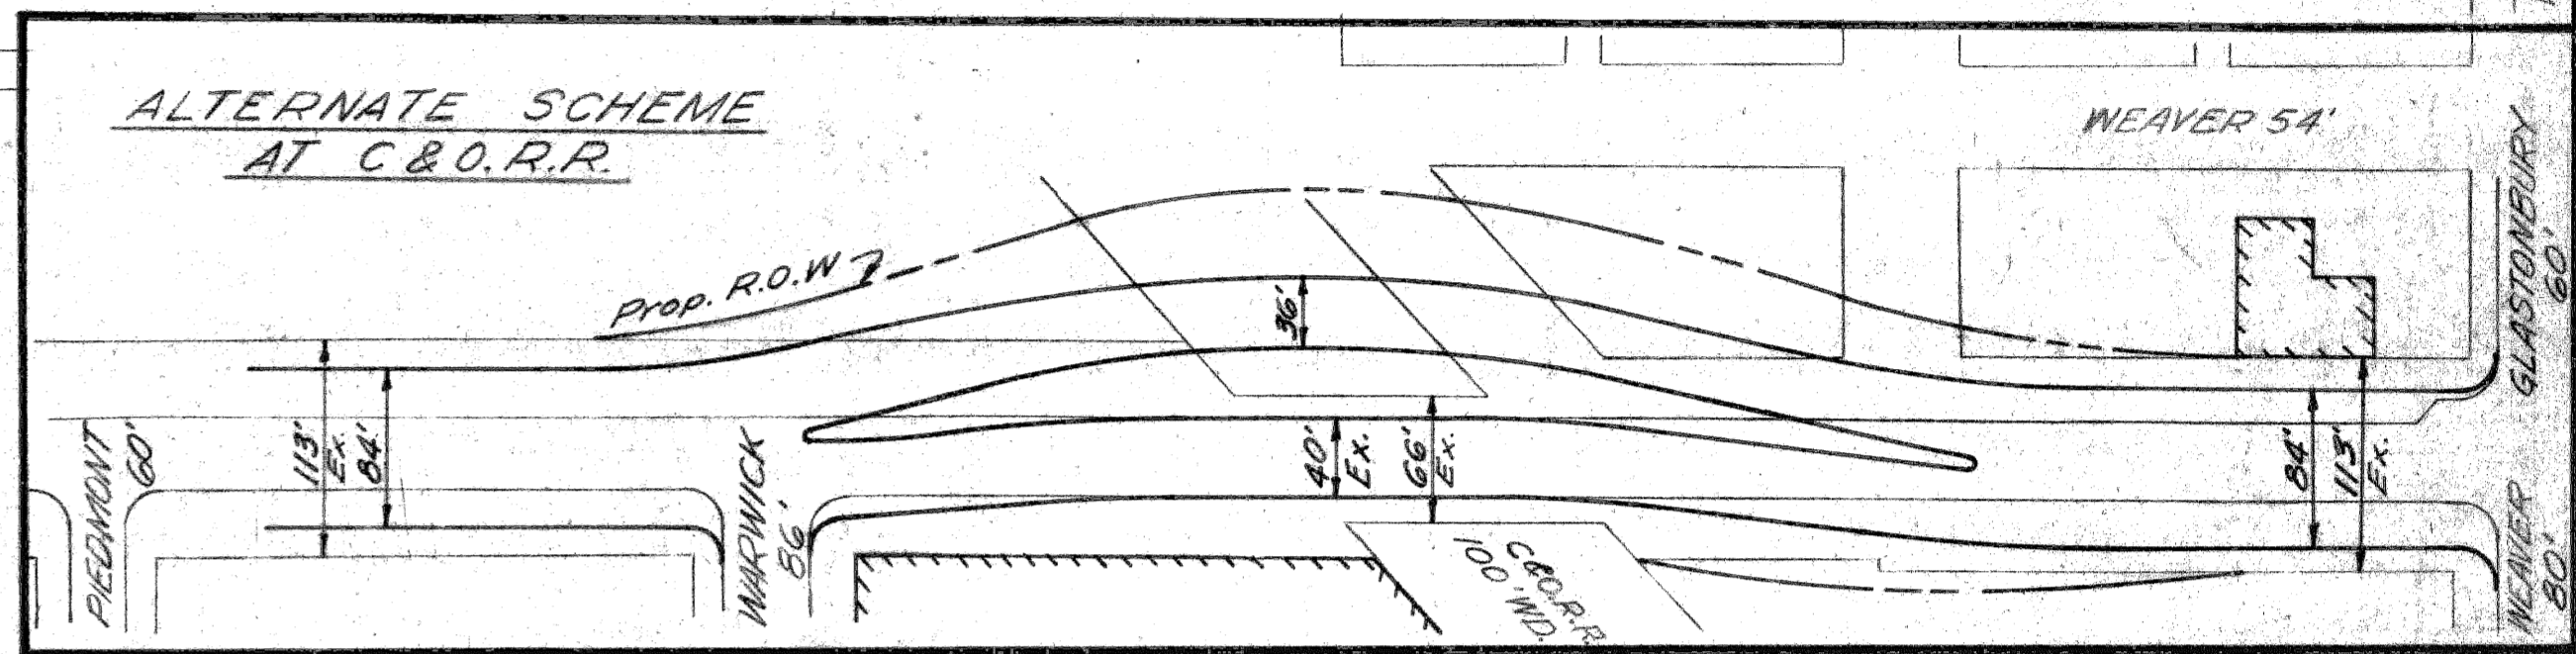 ALTERNATE SCHEME
AT C & O. R.R.
WEAVER 54'
GLASTONBURY
60'
Prop. R.O.W
36'
PIEDMONT
60'
113'
Ex.
84'
WARWICK
86'
40'
Ex.
66'
Ex.
C&O.R.R.
100' WD.
84'
113'
Ex.
WEAVER
80'